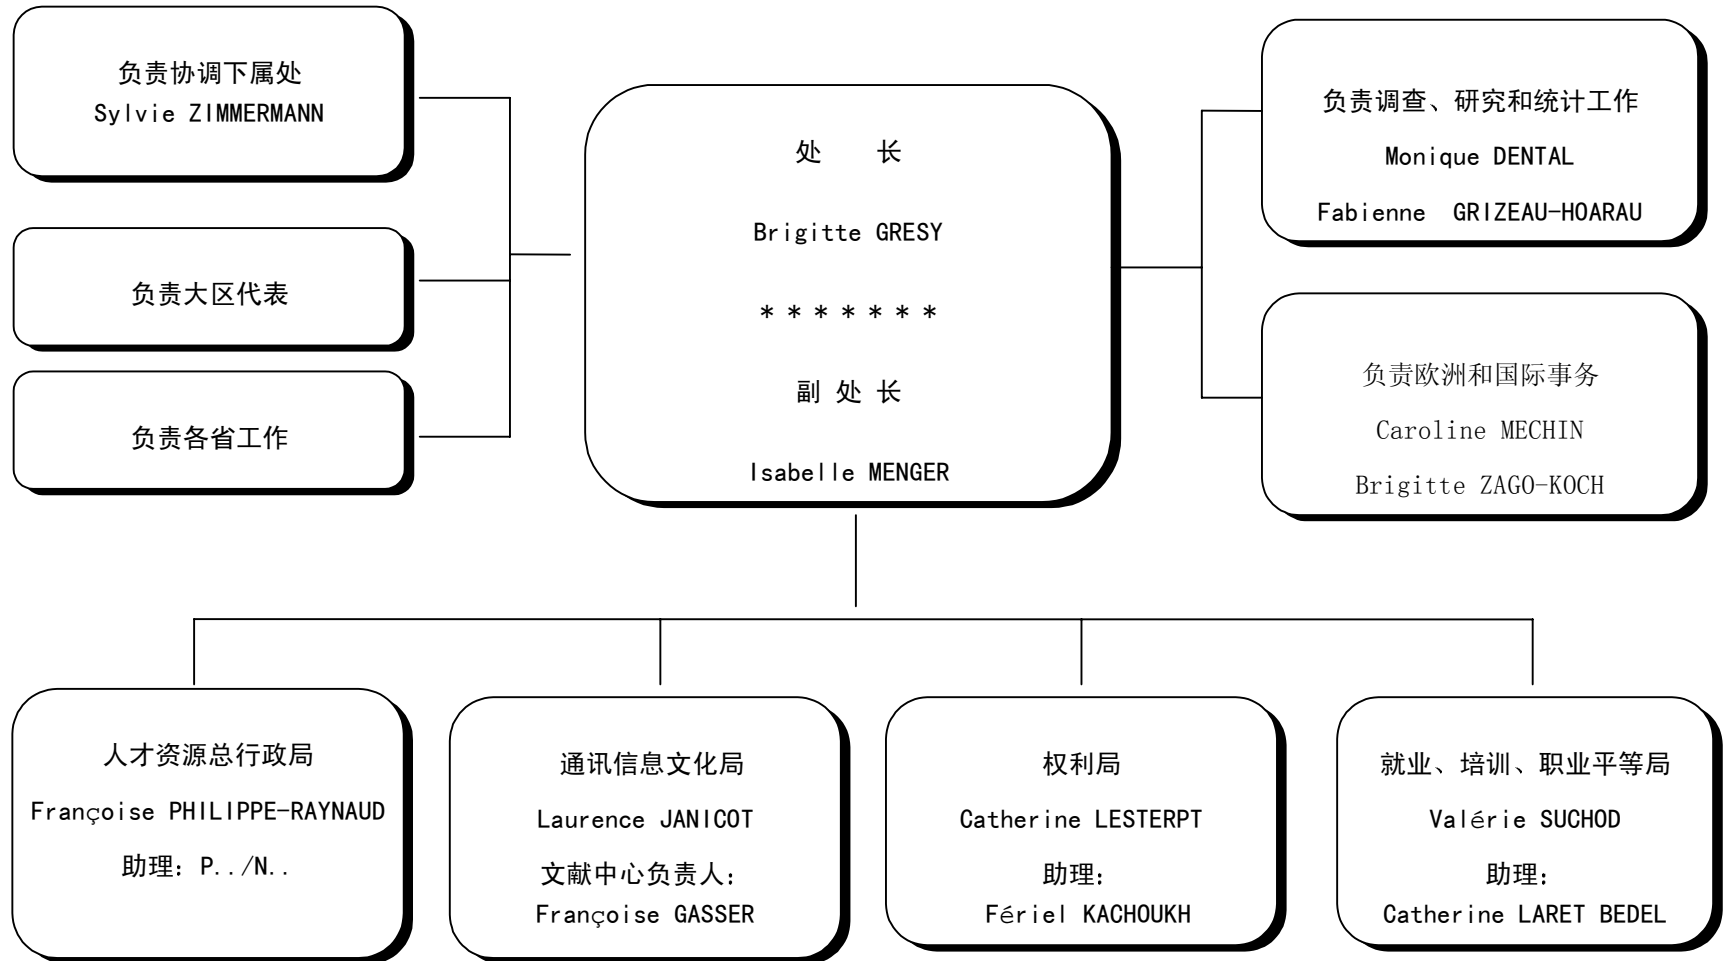 负责协调下属处
Sylvie ZIMMERMANN
负责大区代表
负责各省工作
处 长
Brigitte GRESY
* * * * * * *
副 处 长
Isabelle MENGER
负责调查、研究和统计工作
Monique DENTAL
Fabienne GRIZEAU-HOARAU
负责欧洲和国际事务
Caroline MECHIN
Brigitte ZAGO-KOCH
人才资源总行政局
Françoise PHILIPPE-RAYNAUD
助理：P../N..
通讯信息文化局
Laurence JANICOT
文献中心负责人：
Françoise GASSER
权利局
Catherine LESTERPT
助理：
Fériel KACHOUKH
就业、培训、职业平等局
Valérie SUCHOD
助理：
Catherine LARET BEDEL